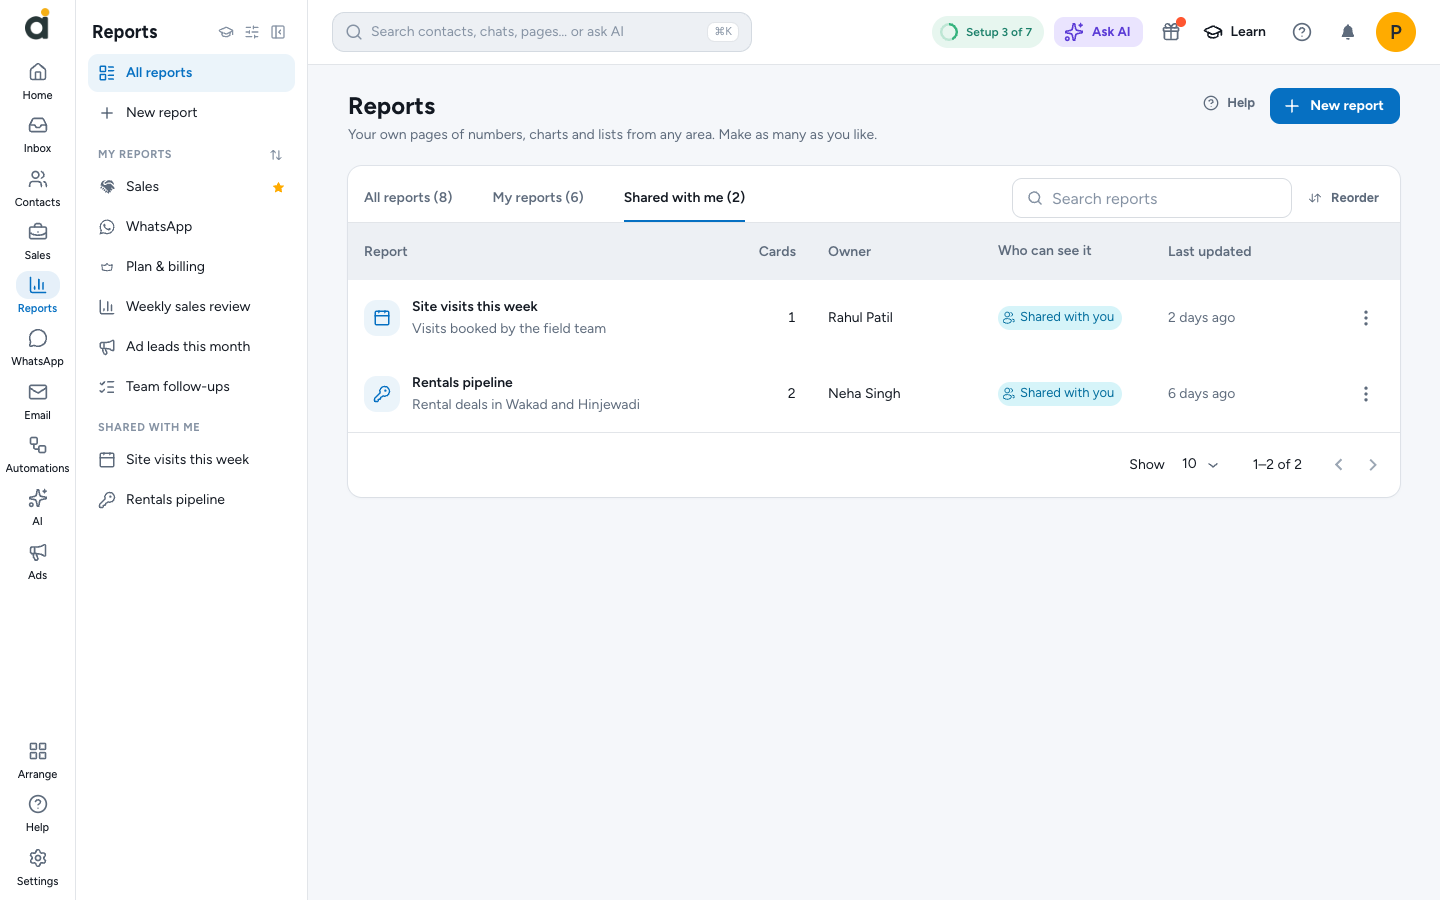 Reports
Search contacts, chats, pages... or ask AI
⌘K
Setup 3 of 7
Ask AI
Learn
P
Home
Inbox
Contacts
Sales
Reports
WhatsApp
Email
Automations
AI
Ads
Arrange
Help
Settings
All reports
New report
MY REPORTS
Sales
WhatsApp
Plan & billing
Weekly sales review
Ad leads this month
Team follow-ups
SHARED WITH ME
Site visits this week
Rentals pipeline
Reports
Your own pages of numbers, charts and lists from any area. Make as many as you like.
Help
New report
All reports (8)
My reports (6)
Shared with me (2)
Search reports
Reorder
Report
Cards
Owner
Who can see it
Last updated
Site visits this week
Visits booked by the field team
1
Rahul Patil
Shared with you
2 days ago
Rentals pipeline
Rental deals in Wakad and Hinjewadi
2
Neha Singh
Shared with you
6 days ago
Show
10
1–2 of 2